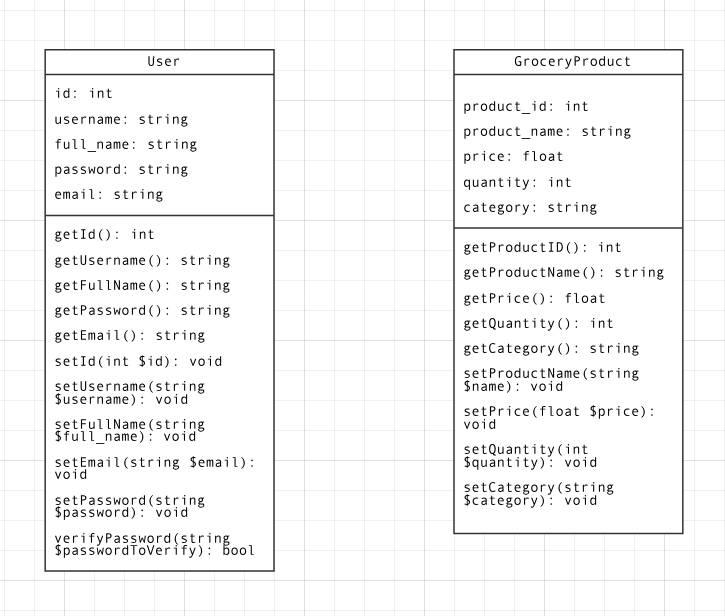 User
id: int
username: string
full_name: string
password: string
email: string
getId(): int
getUsername(): string
getFullName(): string
getPassword(): string
getEmail(): string
setId(int $id): void
setUsername(string
$username): void
setFullName(string
$full_name): void
setEmail(string $email):
void
setPassword(string
$password): void
verifyPassword(string
$passwordToVerify): bool
GroceryProduct
product_id: int
product_name: string
price: float
quantity: int
category: string
getProductID(): int
getProductName(): string
getPrice(): float
getQuantity(): int
getCategory(): string
setProductName(string
$name): void
setPrice(float $price):
void
setQuantity(int
$quantity): void
setCategory(string
$category): void